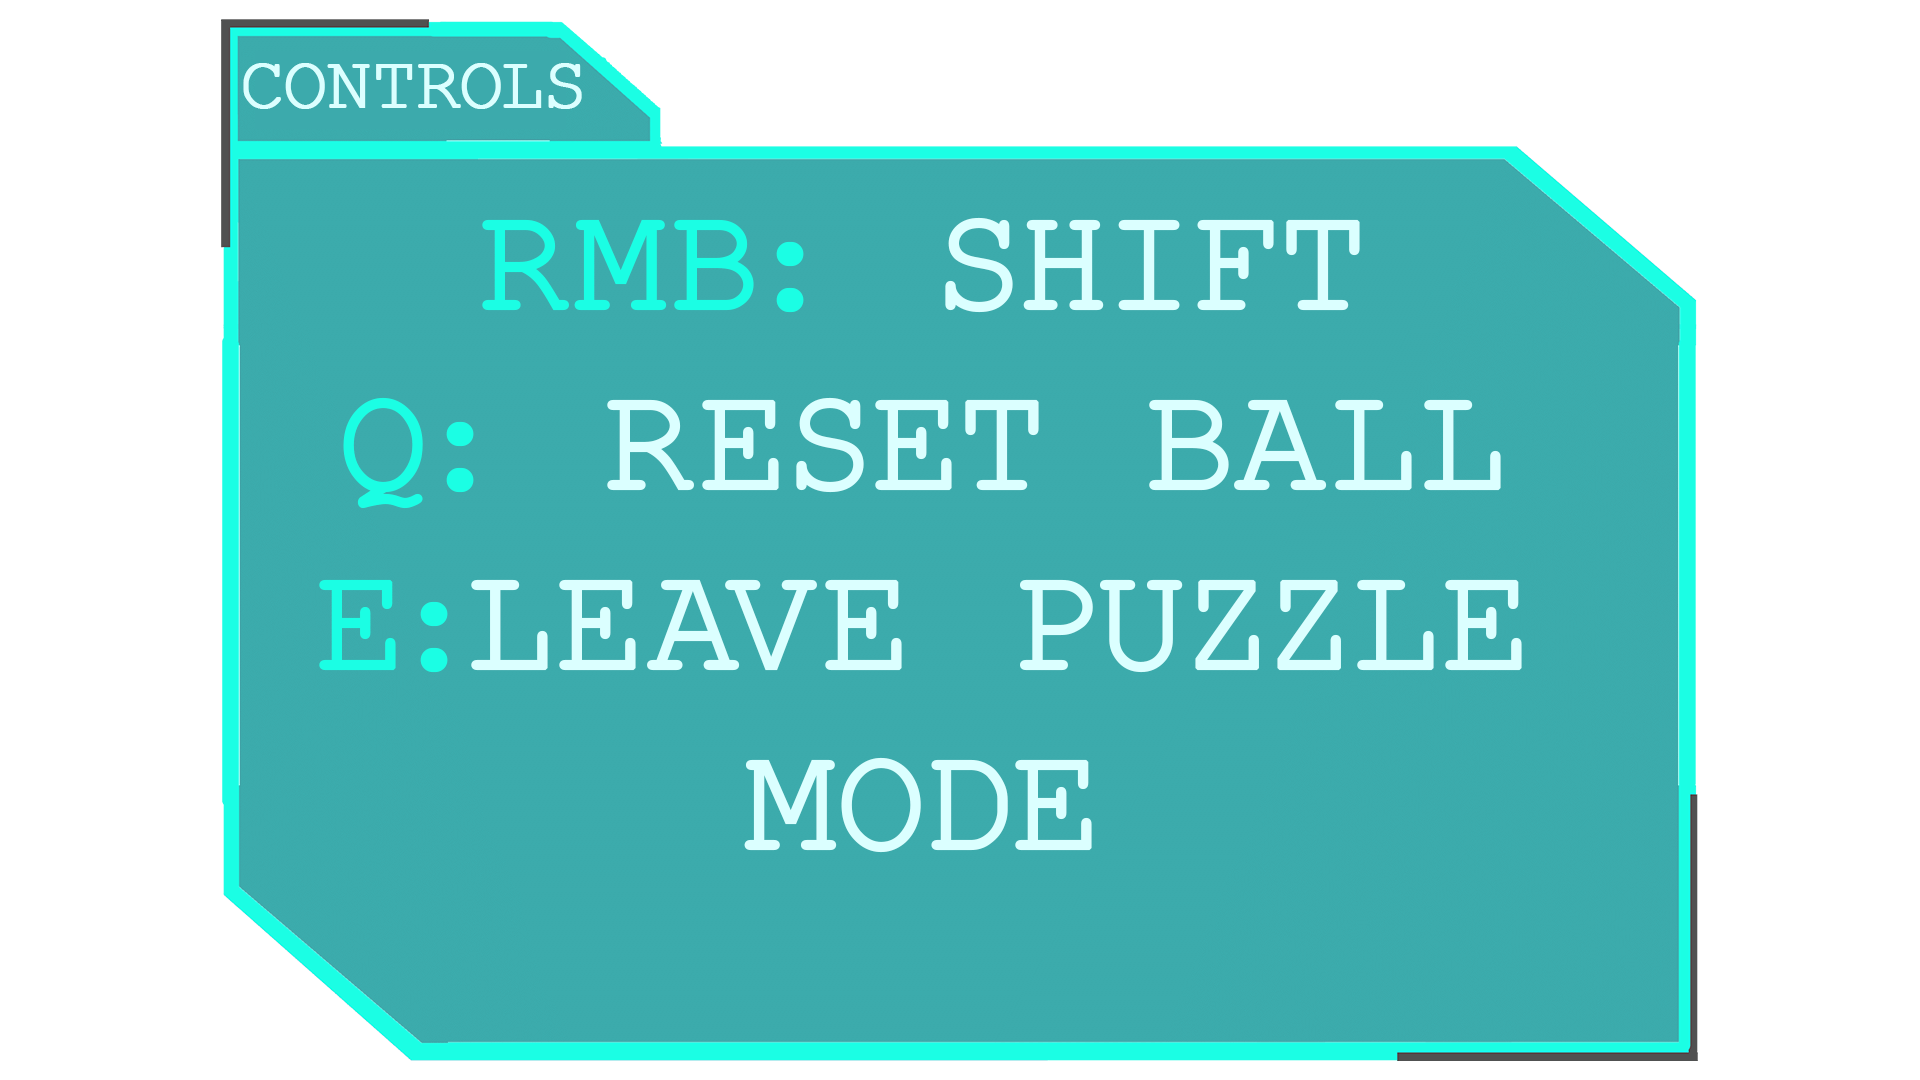 CONTROLS
RMB: SHIFT
Q: RESET BALL
E:LEAVE PUZZLE
MODE